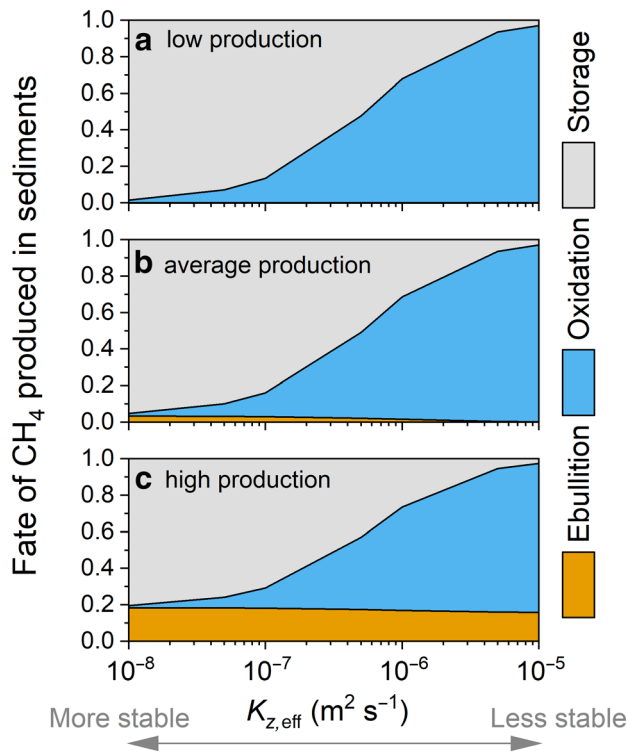 Fate of CH4 produced in sediments
1.0
0.8
0.6
0.4
0.2
0.0
a low production
1.0
0.8
0.6
0.4
0.2
0.0
b average production
1.0
0.8
0.6
0.4
0.2
0.0
c high production
10⁻⁸ 10⁻⁷ 10⁻⁶ 10⁻⁵
Kz,eff (m² s⁻¹)
More stable
Less stable
Storage
Oxidation
Ebullition